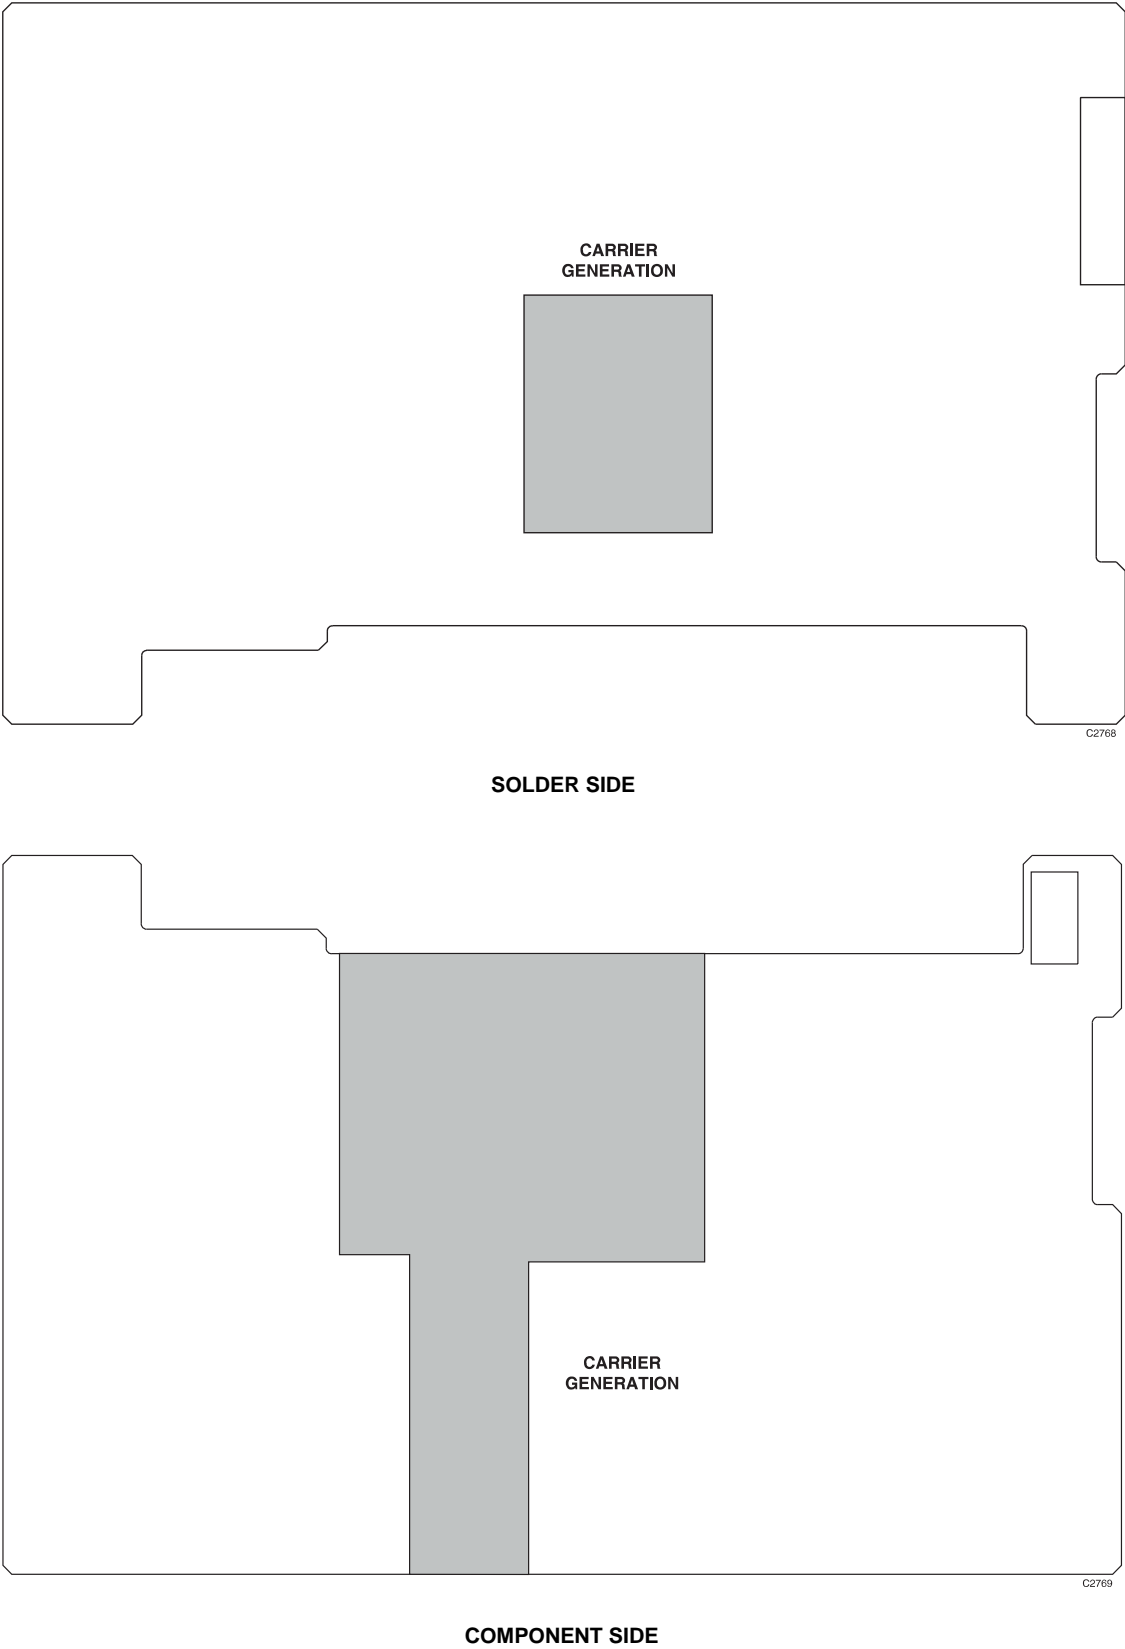 CARRIER
GENERATION
C2768
SOLDER SIDE
CARRIER
GENERATION
C2769
COMPONENT SIDE